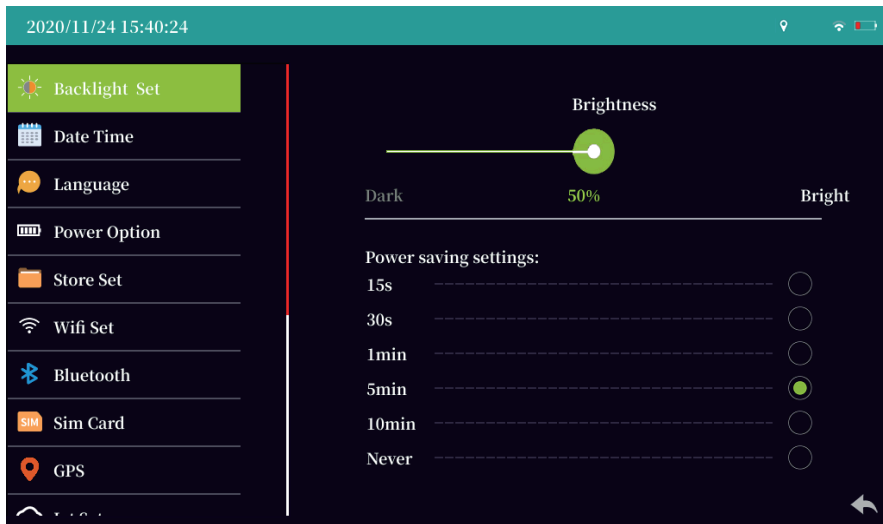 2020/11/24 15:40:24
Backlight Set
Date Time
Language
Power Option
Store Set
Wifi Set
Bluetooth
SIM Sim Card
GPS
Brightness
Dark 50% Bright
Power saving settings:
15s
30s
1min
5min
10min
Never